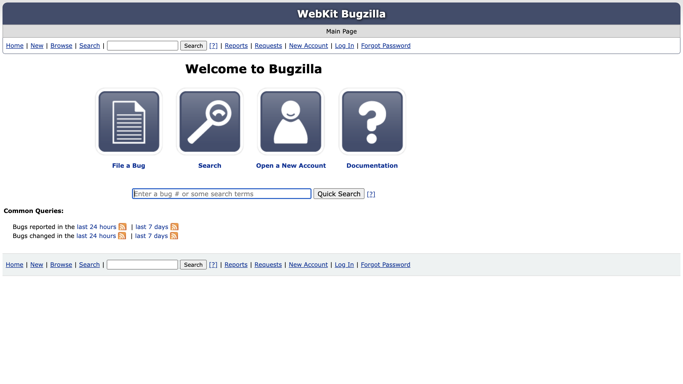 WebKit Bugzilla
Main Page
Home | New | Browse | Search | Search [?] | Reports | Requests | New Account | Log In | Forgot Password
Welcome to Bugzilla
File a Bug Search Open a New Account Documentation
Enter a bug # or some search terms Quick Search [?]
Common Queries:
Bugs reported in the last 24 hours | last 7 days
Bugs changed in the last 24 hours | last 7 days
Home | New | Browse | Search | Search [?] | Reports | Requests | New Account | Log In | Forgot Password